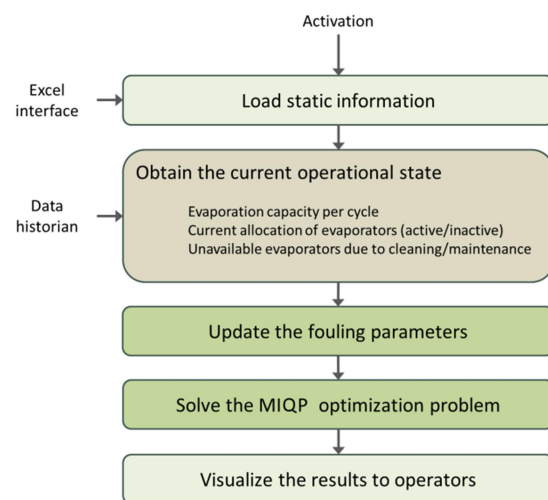 Activation
Excel
interface
Load static information
Obtain the current operational state
Data
historian
Evaporation capacity per cycle
Current allocation of evaporators (active/inactive)
Unavailable evaporators due to cleaning/maintenance
Update the fouling parameters
Solve the MIQP optimization problem
Visualize the results to operators